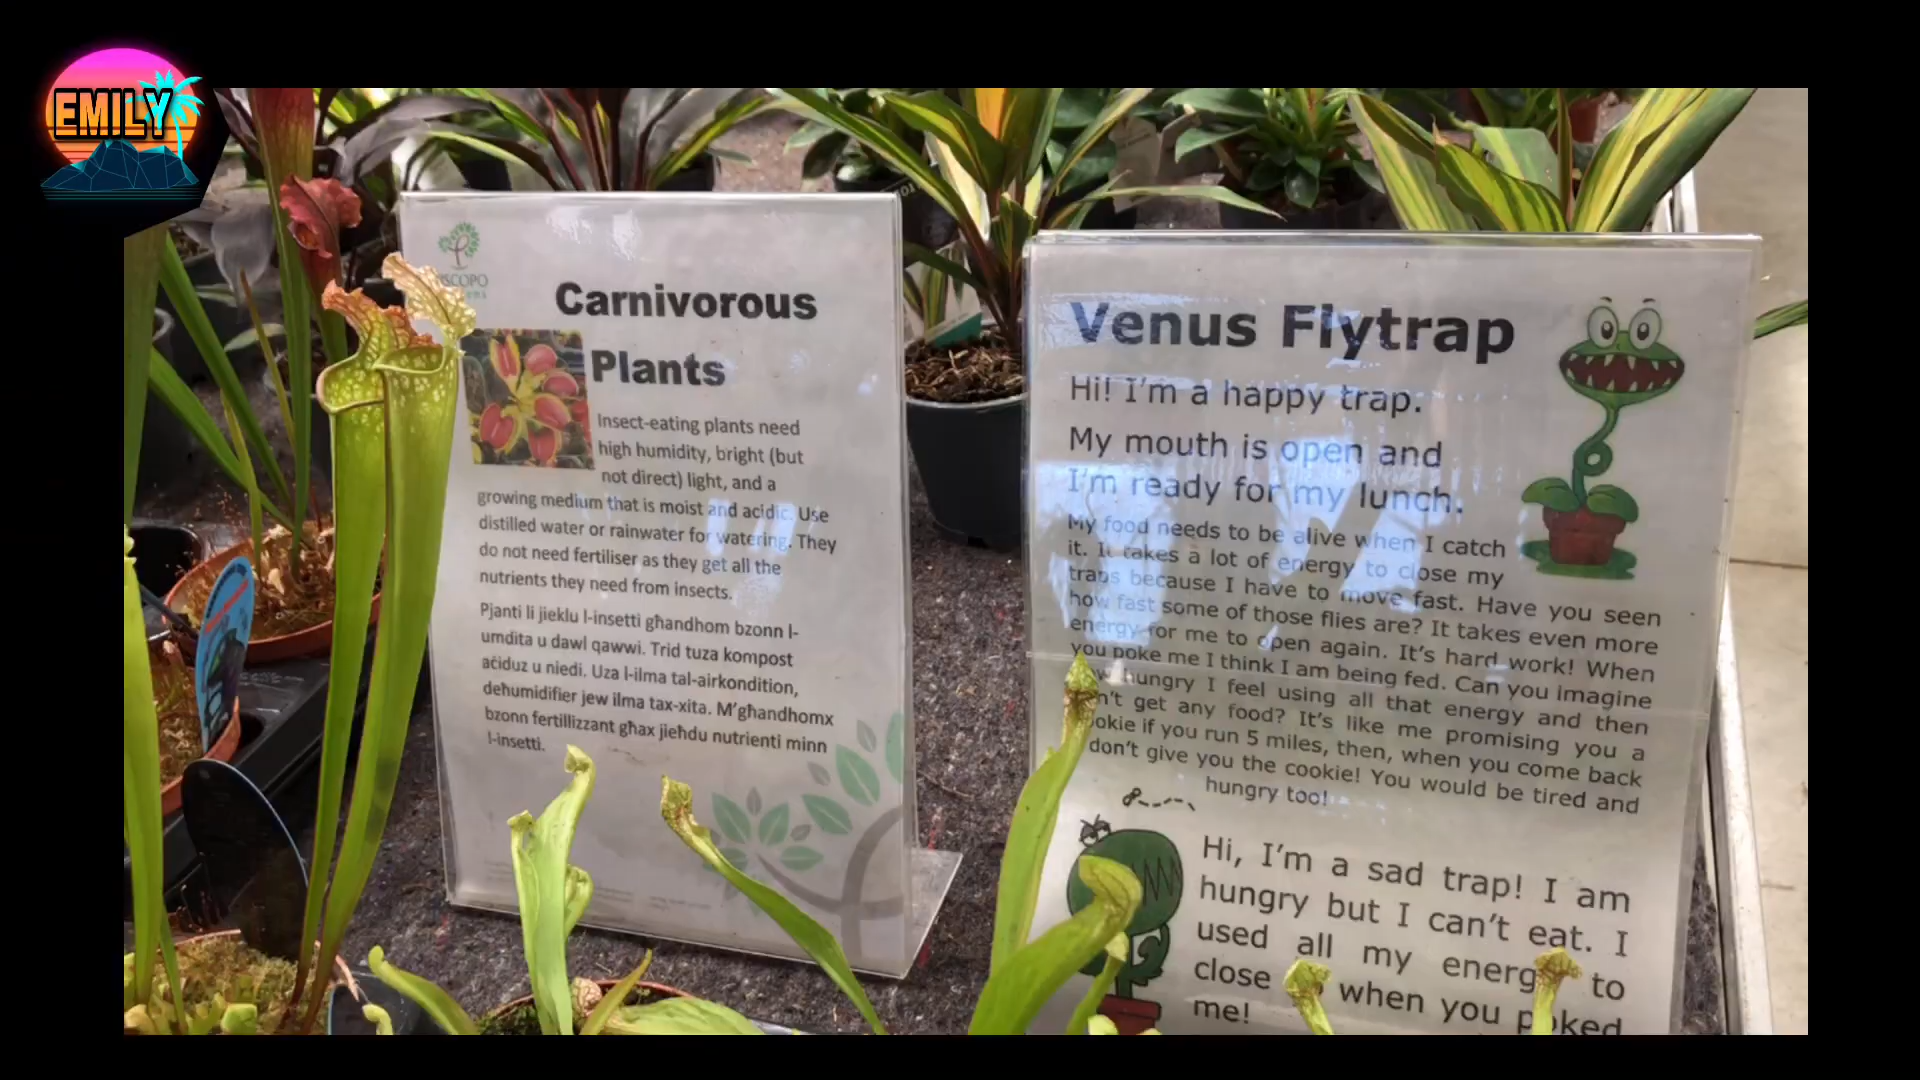 EMILY
Carnivorous
Plants
Insect-eating plants need
high humidity, bright (but
not direct) light, and a
growing medium that is moist and acidic. Use
distilled water or rainwater for watering. They
do not need fertiliser as they get all the
nutrients they need from insects.
Pjanti li jieklu l-insetti għandhom bzonn l-
umdita u dawl qawwi. Trid tuza kompost
aċiduz u niedi. Uza l-ilma tal-airkondition,
dehumidifier jew ilma tax-xita. M'għandhomx
bzonn fertillizzant għax jieħdu nutrienti minn
l-insetti.
Venus Flytrap
Hi! I'm a happy trap.
My mouth is open and
I'm ready for my lunch.
My food needs to be alive when I catch
it. It takes a lot of energy to close my
traps because I have to move fast. Have you seen
how fast some of those flies are? It takes even more
energy for me to open again. It's hard work! When
you poke me I think I am being fed. Can you imagine
hungry I feel using all that energy and then
get any food? It's like me promising you a
if you run 5 miles, then, when you come back
don't give you the cookie! You would be tired and
hungry too!
Hi, I'm a sad trap! I am
hungry but I can't eat. I
used all my energy to
close when you poked
me!